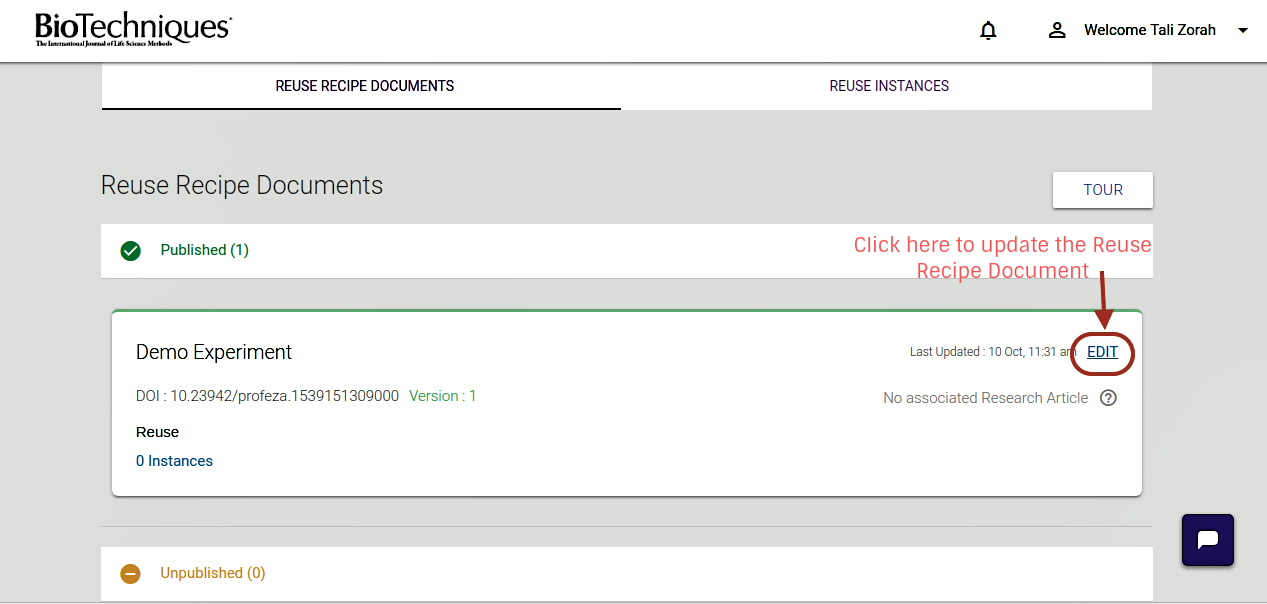 BioTechniques
The International Journal of Life Science Methods
Welcome Tali Zorah
REUSE RECIPE DOCUMENTS
REUSE INSTANCES
Reuse Recipe Documents
TOUR
Published (1)
Click here to update the Reuse
Recipe Document
Demo Experiment
Last Updated : 10 Oct, 11:31 am
EDIT
DOI : 10.23942/profeza.1539151309000 Version : 1
No associated Research Article
Reuse
0 Instances
Unpublished (0)